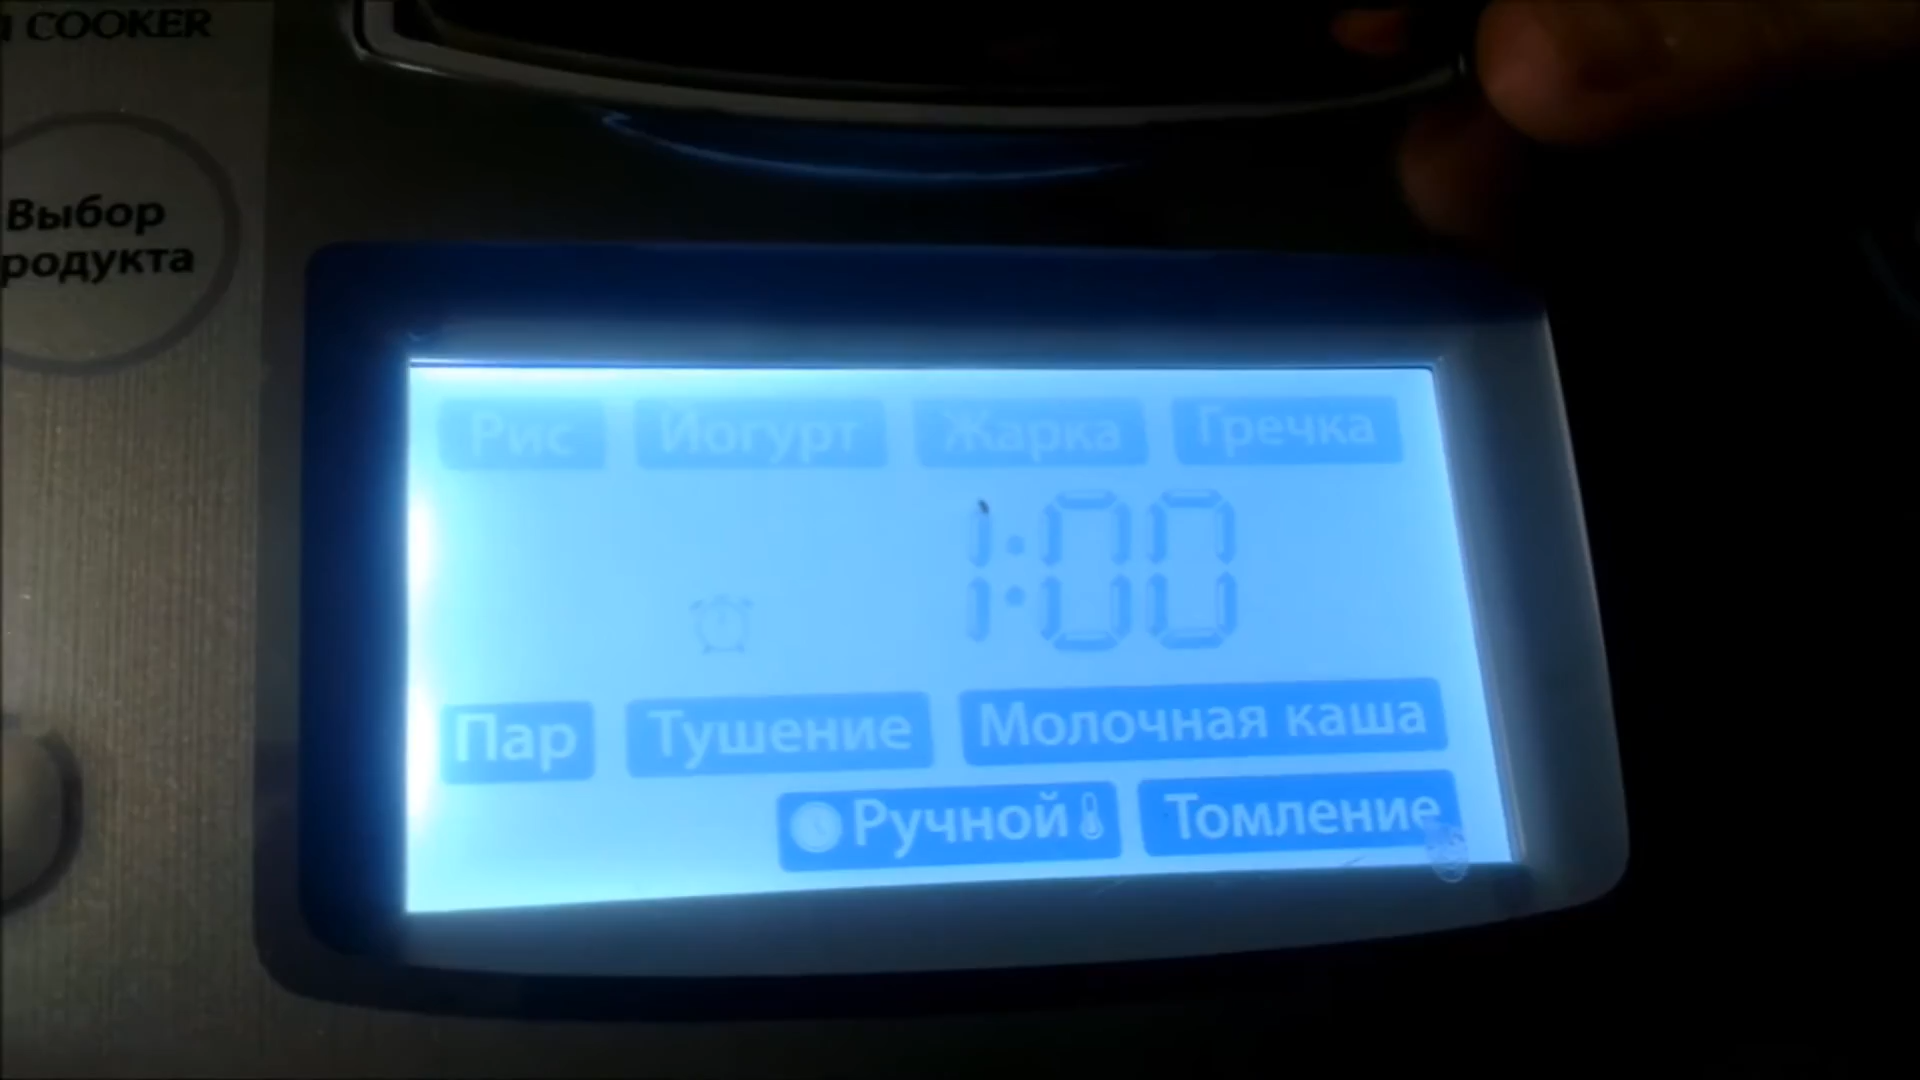 COOKER
Выбор
родукта
Рис Йогурт Жарка Гречка
1:00
Пар Тушение Молочная каша
Ручной Томление